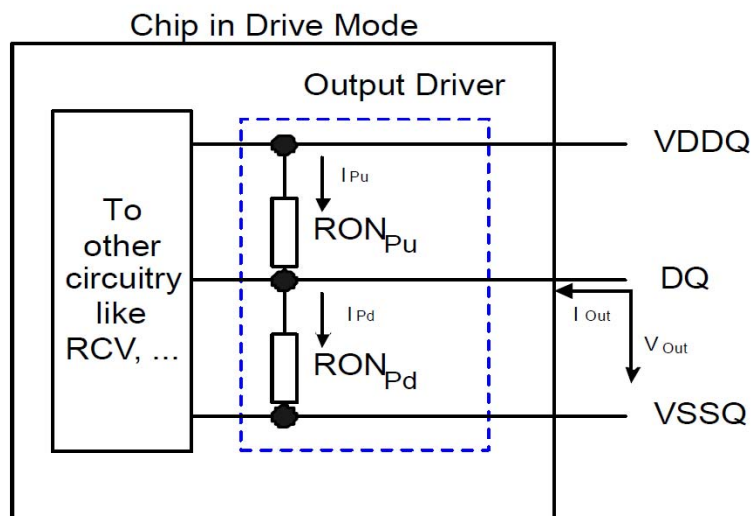 Chip in Drive Mode
Output Driver
VDDQ
I Pu
To
other
circuitry
like
RCV, ...
RON Pu
DQ
I Out
I Pd
V Out
RON Pd
VSSQ